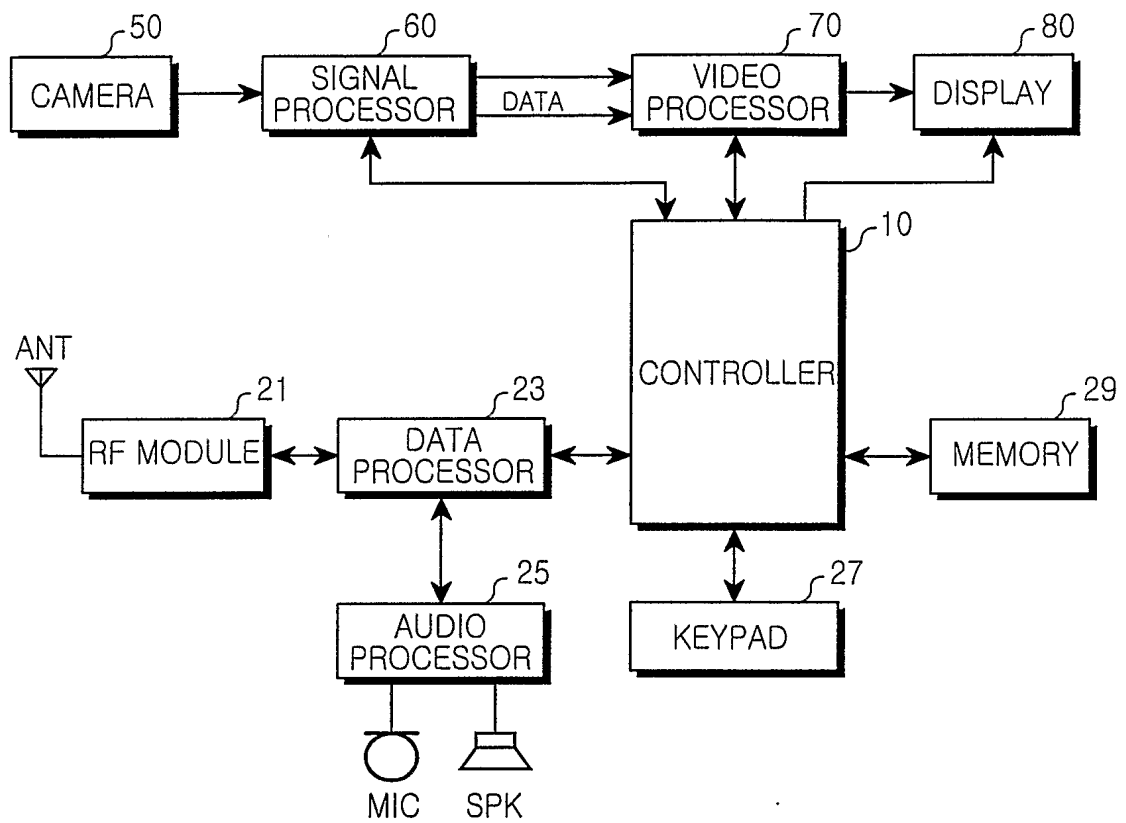 50
60
70
80
CAMERA
SIGNAL
PROCESSOR
DATA
VIDEO
PROCESSOR
DISPLAY
10
CONTROLLER
ANT
21
23
29
RF MODULE
DATA
PROCESSOR
MEMORY
25
27
AUDIO
PROCESSOR
KEYPAD
MIC
SPK